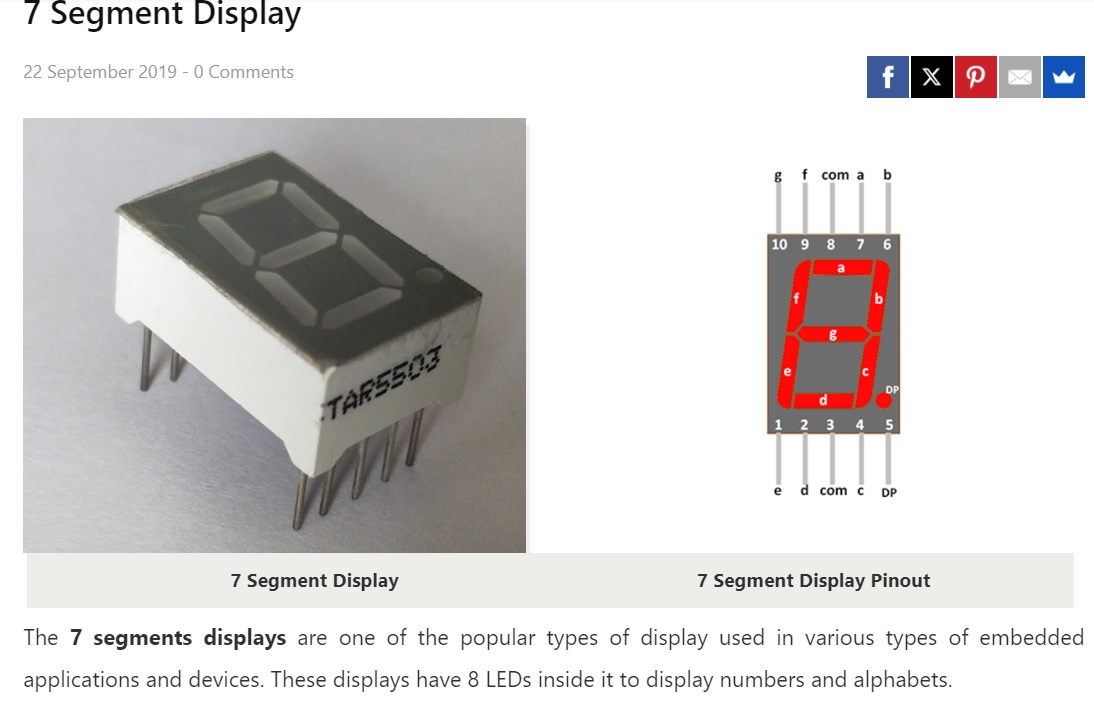 7 Segment Display
22 September 2019 - 0 Comments
f X P
TAR5503
g f com a b
10 9 8 7 6
a
f b
g
e c
DP
d
1 2 3 4 5
e d com c DP
7 Segment Display 7 Segment Display Pinout
The 7 segments displays are one of the popular types of display used in various types of embedded
applications and devices. These displays have 8 LEDs inside it to display numbers and alphabets.